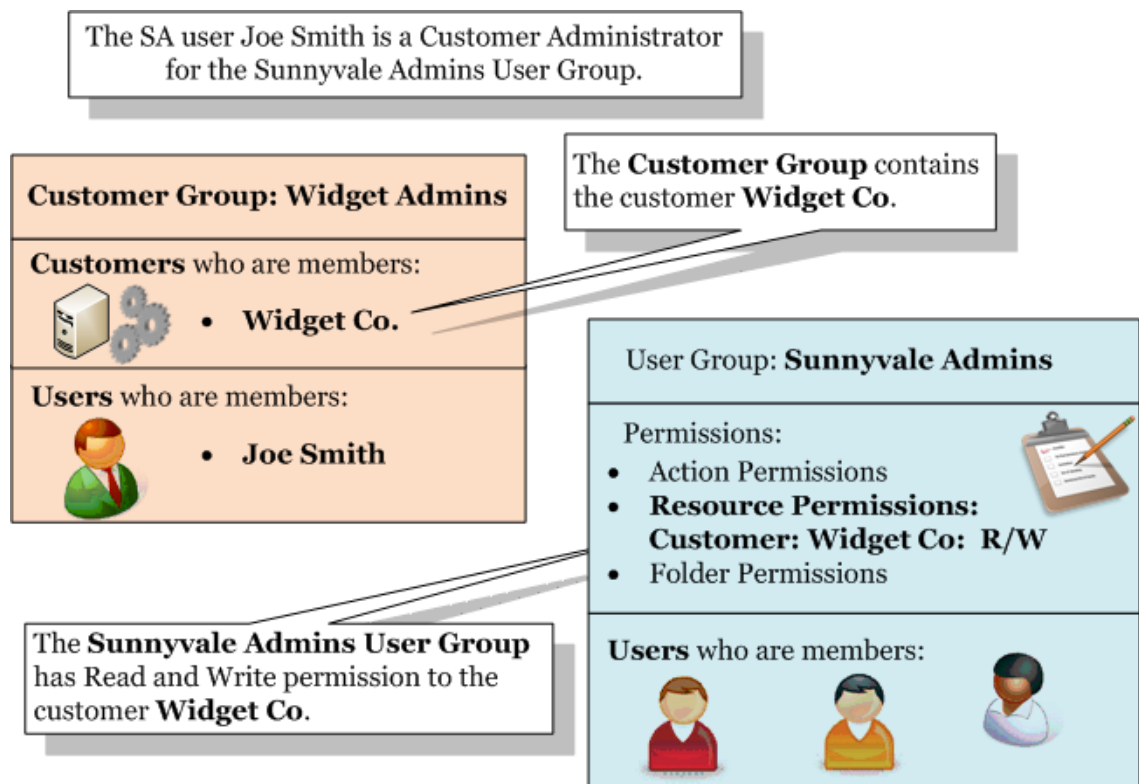 The SA user Joe Smith is a Customer Administrator
for the Sunnyvale Admins User Group.
The Customer Group contains
the customer Widget Co.
Customer Group: Widget Admins
Customers who are members:
• Widget Co.
Users who are members:
• Joe Smith
User Group: Sunnyvale Admins
Permissions:
• Action Permissions
• Resource Permissions:
Customer: Widget Co: R/W
• Folder Permissions
The Sunnyvale Admins User Group
has Read and Write permission to the
customer Widget Co.
Users who are members: